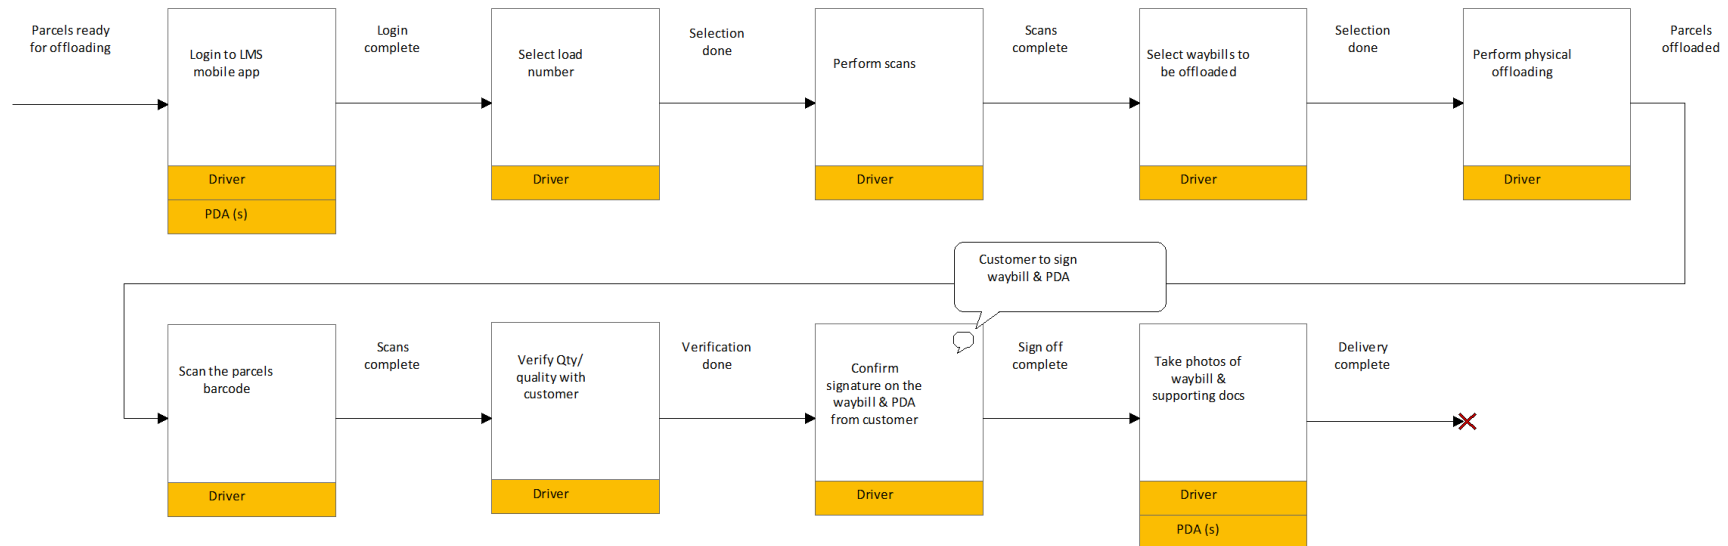 Parcels ready
for offloading
Login to LMS
mobile app
Driver
PDA (s)
Login
complete
Select load
number
Driver
Selection
done
Perform scans
Driver
Scans
complete
Select waybills to
be offloaded
Driver
Selection
done
Perform physical
offloading
Driver
Parcels
offloaded
Customer to sign
waybill & PDA
Scan the parcels
barcode
Driver
Scans
complete
Verify Qty/
quality with
customer
Driver
Verification
done
Confirm
signature on the
waybill & PDA
from customer
Driver
Sign off
complete
Take photos of
waybill &
supporting docs
Driver
PDA (s)
Delivery
complete